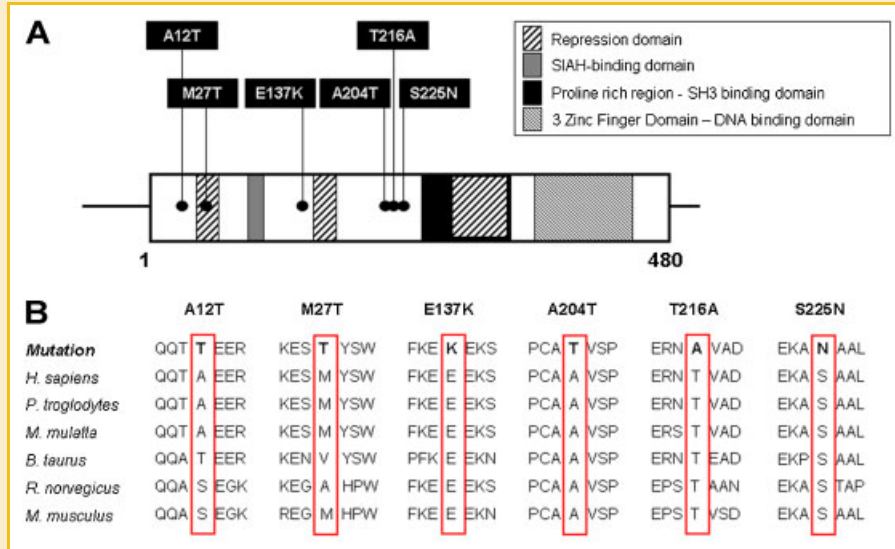 A
A12T T216A
M27T E137K A204T S225N
Repression domain
SIAH-binding domain
Proline rich region - SH3 binding domain
3 Zinc Finger Domain – DNA binding domain
1 480
B
A12T M27T E137K A204T T216A S225N
Mutation QQT T EER KES T YSW FKE K EKS PCA T VSP ERN A VAD EKA N AAL
H. sapiens QQT A EER KES M YSW FKE E EKS PCA A VSP ERN T VAD EKA S AAL
P. troglodytes QQT A EER KES M YSW FKE E EKS PCA A VSP ERN T VAD EKA S AAL
M. mulatta QQT A EER KES M YSW FKE E EKS PCA A VSP ERS T VAD EKA S AAL
B. taurus QQA T EER KEN V YSW PFK E EKN PCA A VSP ERN T EAD EKP S AAL
R. norvegicus QQA S EGK KEG A HPW FKE E EKS PCA A VSP EPS T AAN EKA S TAP
M. musculus QQA S EGK REG M HPW FKE E EKN PCA A VSP EPS T VSD EKA S AAL